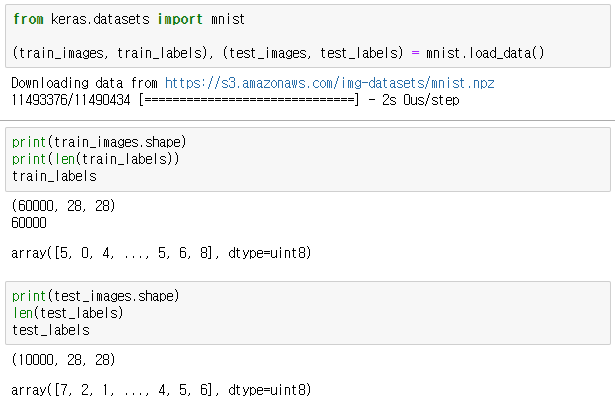 from keras.datasets import mnist
(train_images, train_labels), (test_images, test_labels) = mnist.load_data()
Downloading data from https://s3.amazonaws.com/img-datasets/mnist.npz
11493376/11490434 [==============================] - 2s 0us/step
print(train_images.shape)
print(len(train_labels))
train_labels
(60000, 28, 28)
60000
array([5, 0, 4, ..., 5, 6, 8], dtype=uint8)
print(test_images.shape)
len(test_labels)
test_labels
(10000, 28, 28)
array([7, 2, 1, ..., 4, 5, 6], dtype=uint8)